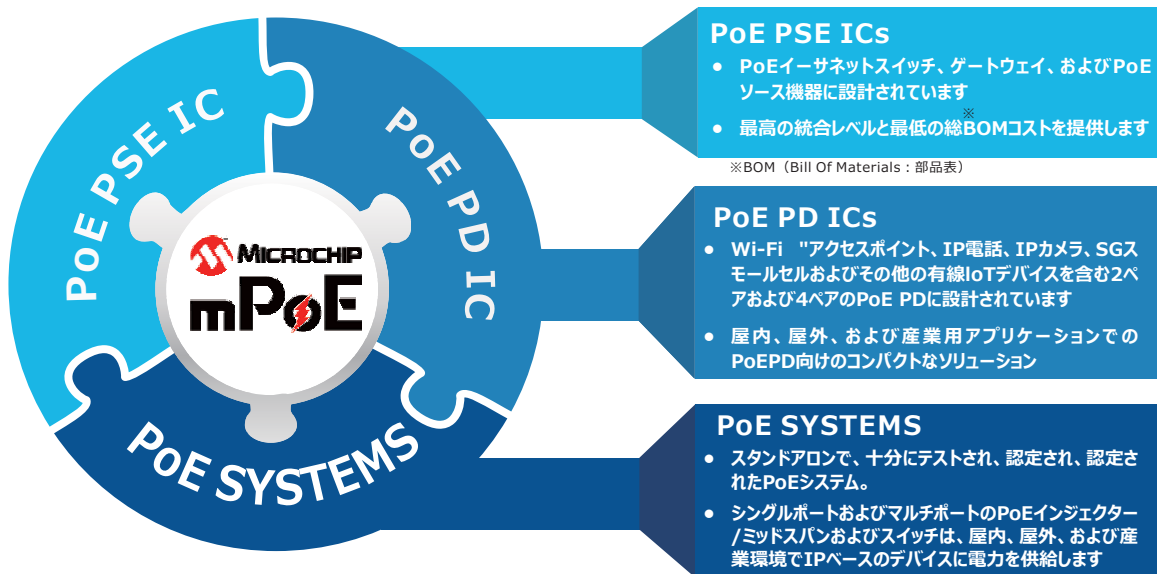 PoE PSE IC
PoE PD IC
PoE SYSTEMS
MICROCHIP
mPoE
PoE PSE ICs
● PoEイーサネットスイッチ、ゲートウェイ、およびPoE
ソース機器に設計されています
※
● 最高の統合レベルと最低の総BOMコストを提供します
※BOM（Bill Of Materials：部品表）
PoE PD ICs
● Wi-Fi "アクセスポイント、IP電話、IPカメラ、SGス
モールセルおよびその他の有線IoTデバイスを含む2ペ
アおよび4ペアのPoE PDに設計されています
● 屋内、屋外、および産業用アプリケーションでの
PoEPD向けのコンパクトなソリューション
PoE SYSTEMS
● スタンドアロンで、十分にテストされ、認定され、認定さ
れたPoEシステム。
● シングルポートおよびマルチポートのPoEインジェクター
/ミッドスパンおよびスイッチは、屋内、屋外、および産
業環境でIPベースのデバイスに電力を供給します